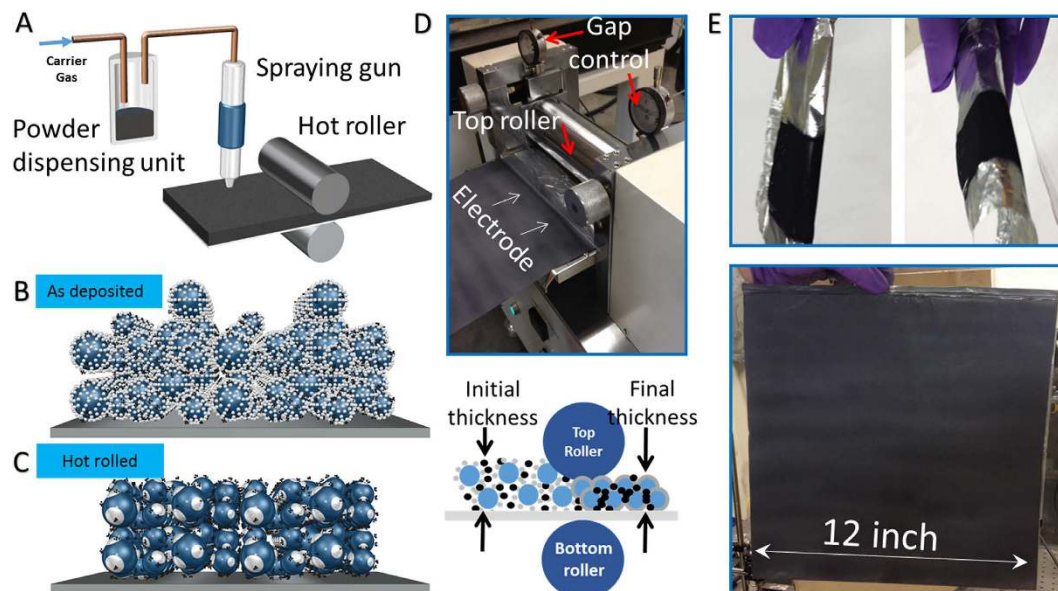 A
Carrier
Gas
Powder
dispensing unit
Spraying gun
Hot roller
B
As deposited
C
Hot rolled
D
Gap
control
Top roller
Electrode
Initial
thickness
Final
thickness
Top
Roller
Bottom
roller
E
12 inch